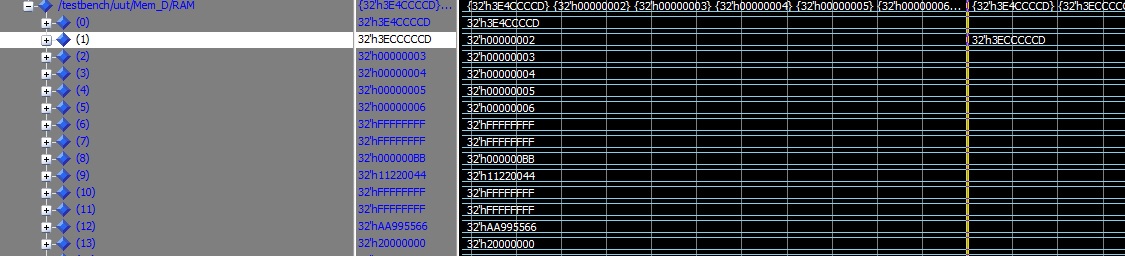 /testbench/uut/Mem_D/RAM {32'h3E4CCCCD}... {32'h3E4CCCCD} {32'h00000002} {32'h00000003} {32'h00000004} {32'h00000005} {32'h00000006... {32'h3E4CCCCD} {32'h3ECCCCC
(0) 32'h3E4CCCCD 32'h3E4CCCCD
(1) 32'h3ECCCCCD 32'h00000002 32'h3ECCCCCD
(2) 32'h00000003 32'h00000003
(3) 32'h00000004 32'h00000004
(4) 32'h00000005 32'h00000005
(5) 32'h00000006 32'h00000006
(6) 32'hFFFFFFFF 32'hFFFFFFFF
(7) 32'hFFFFFFFF 32'hFFFFFFFF
(8) 32'h000000BB 32'h000000BB
(9) 32'h11220044 32'h11220044
(10) 32'hFFFFFFFF 32'hFFFFFFFF
(11) 32'hFFFFFFFF 32'hFFFFFFFF
(12) 32'hAA995566 32'hAA995566
(13) 32'h20000000 32'h20000000